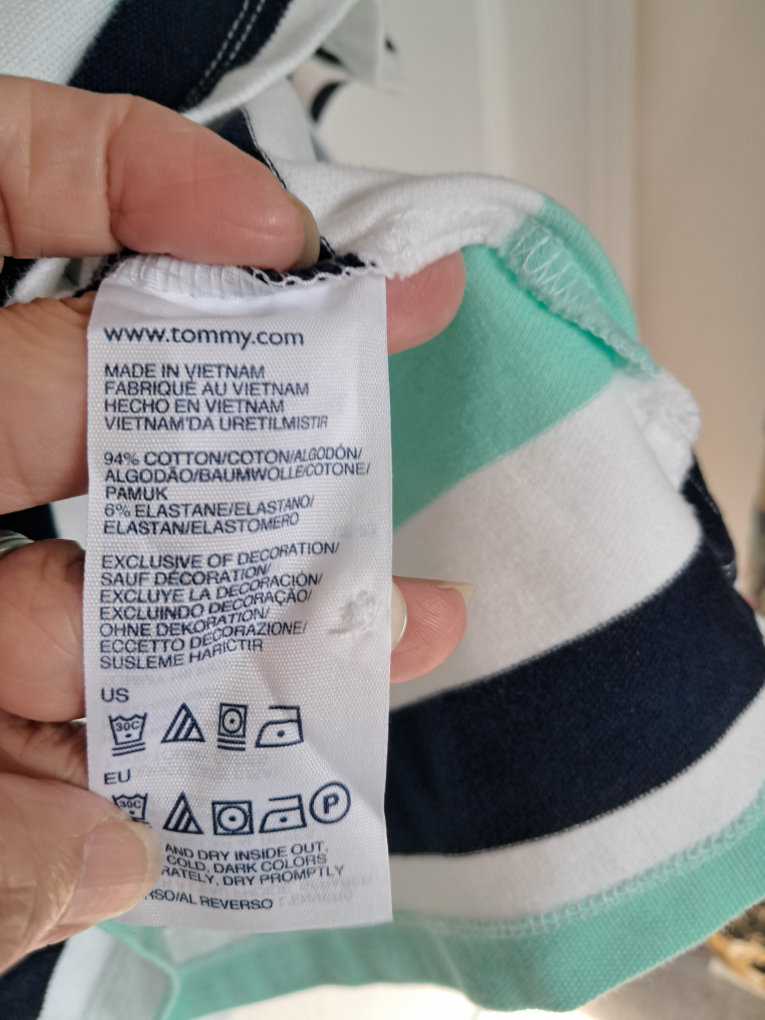 www.tommy.com
MADE IN VIETNAM
FABRIQUÉ AU VIETNAM
HECHO EN VIETNAM
VIETNAM'DA URETILMISTIR
94% COTTON/COTON/ALGODÓN/
ALGODÃO/BAUMWOLLE/COTONE/
PAMUK
6% ELASTANE/ELASTANO/
ELASTAN/ELASTOMERO
EXCLUSIVE OF DECORATION/
SAUF DÉCORATION/
EXCLUYE LA DECORACIÓN/
EXCLUINDO DECORAÇÃO/
OHNE DEKORATION/
ECCETTO DECORAZIONE/
SUSLEME HARICTIR
US
30C
EU
30C P
AND DRY INSIDE OUT,
COLD, DARK COLORS
RATELY, DRY PROMPTLY
RSO/AL REVERSO